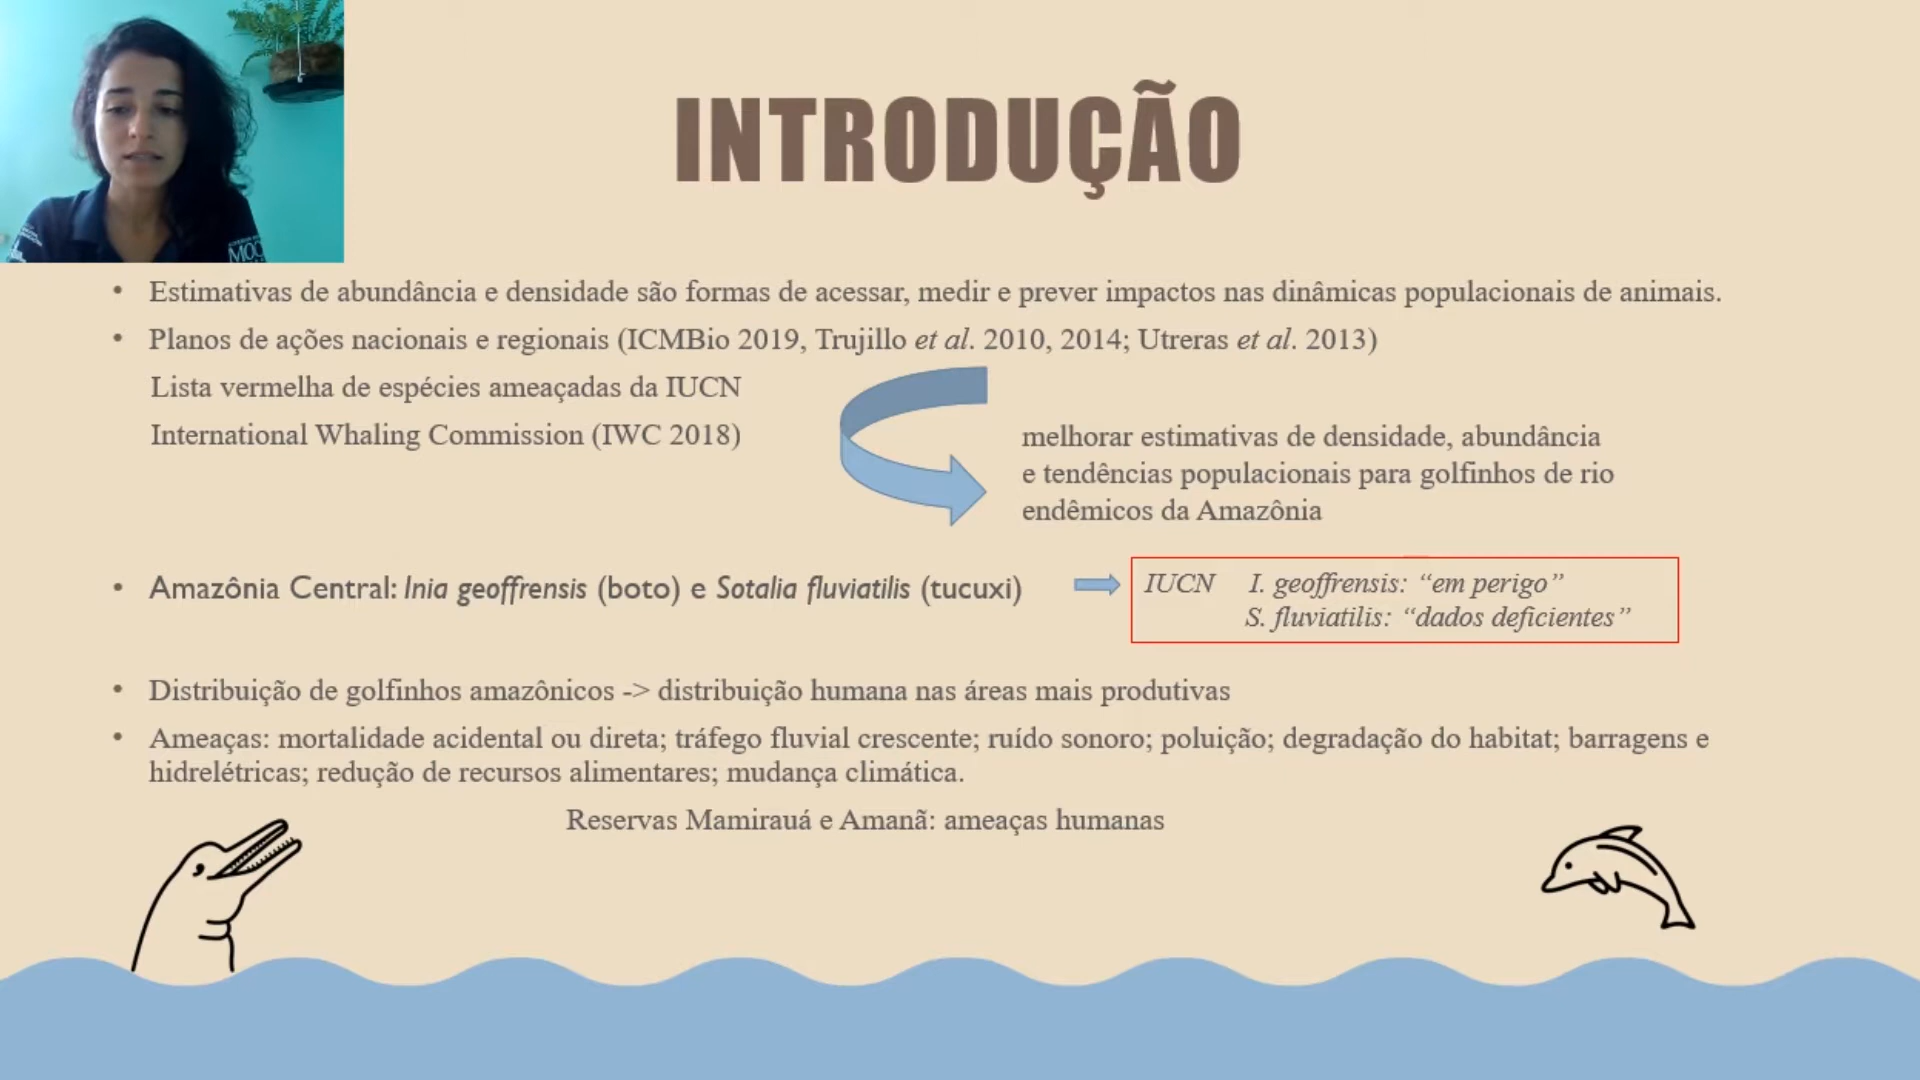 INTRODUÇÃO
• Estimativas de abundância e densidade são formas de acessar, medir e prever impactos nas dinâmicas populacionais de animais.
• Planos de ações nacionais e regionais (ICMBio 2019, Trujillo et al. 2010, 2014; Utreras et al. 2013)
Lista vermelha de espécies ameaçadas da IUCN
International Whaling Commission (IWC 2018)
melhorar estimativas de densidade, abundância
e tendências populacionais para golfinhos de rio
endêmicos da Amazônia
• Amazônia Central: Inia geoffrensis (boto) e Sotalia fluviatilis (tucuxi)
IUCN I. geoffrensis: “em perigo”
S. fluviatilis: “dados deficientes”
• Distribuição de golfinhos amazônicos -> distribuição humana nas áreas mais produtivas
• Ameaças: mortalidade acidental ou direta; tráfego fluvial crescente; ruído sonoro; poluição; degradação do habitat; barragens e
hidrelétricas; redução de recursos alimentares; mudança climática.
Reservas Mamirauá e Amanã: ameaças humanas